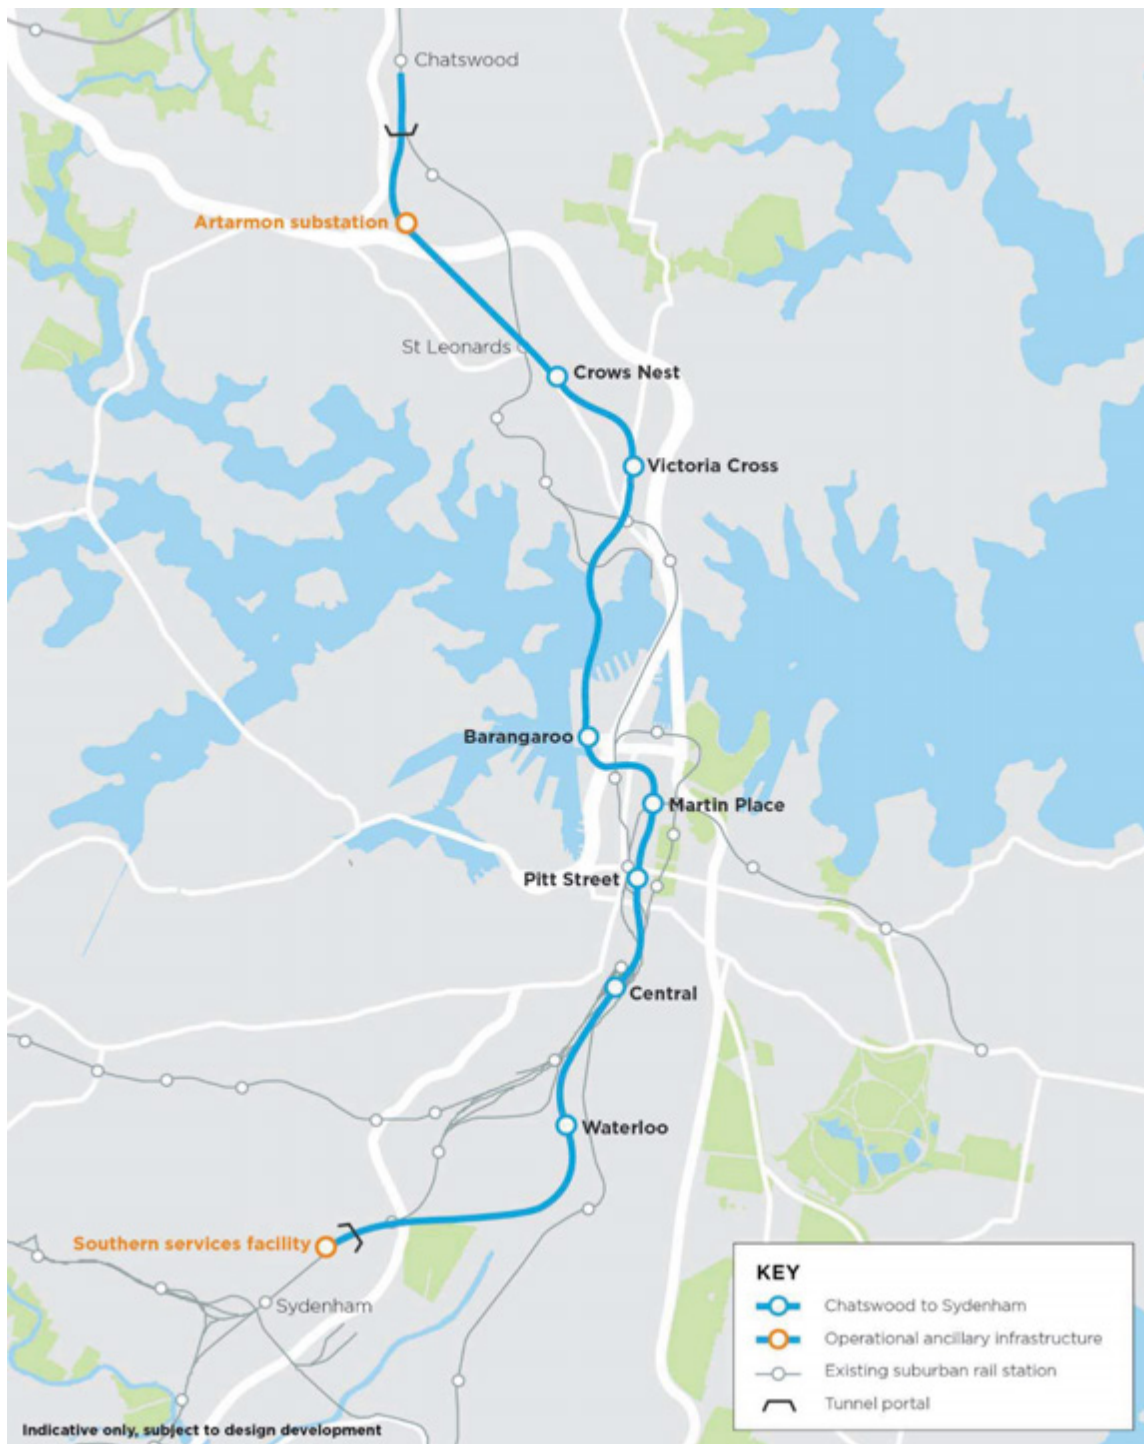 Chatswood
Artarmon substation
St Leonards
Crows Nest
Victoria Cross
Barangaroo
Martin Place
Pitt Street
Central
Waterloo
Southern services facility
Sydenham
KEY
Chatswood to Sydenham
Operational ancillary infrastructure
Existing suburban rail station
Tunnel portal
Indicative only, subject to design development